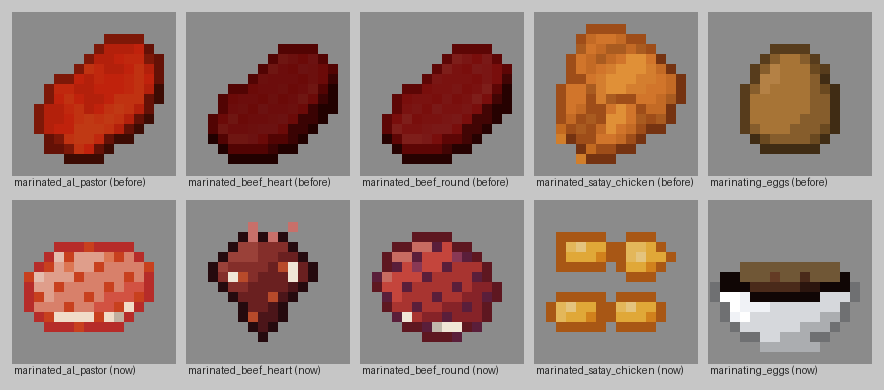 marinated_al_pastor (before)
marinated_beef_heart (before)
marinated_beef_round (before)
marinated_satay_chicken (before)
marinating_eggs (before)
marinated_al_pastor (now)
marinated_beef_heart (now)
marinated_beef_round (now)
marinated_satay_chicken (now)
marinating_eggs (now)